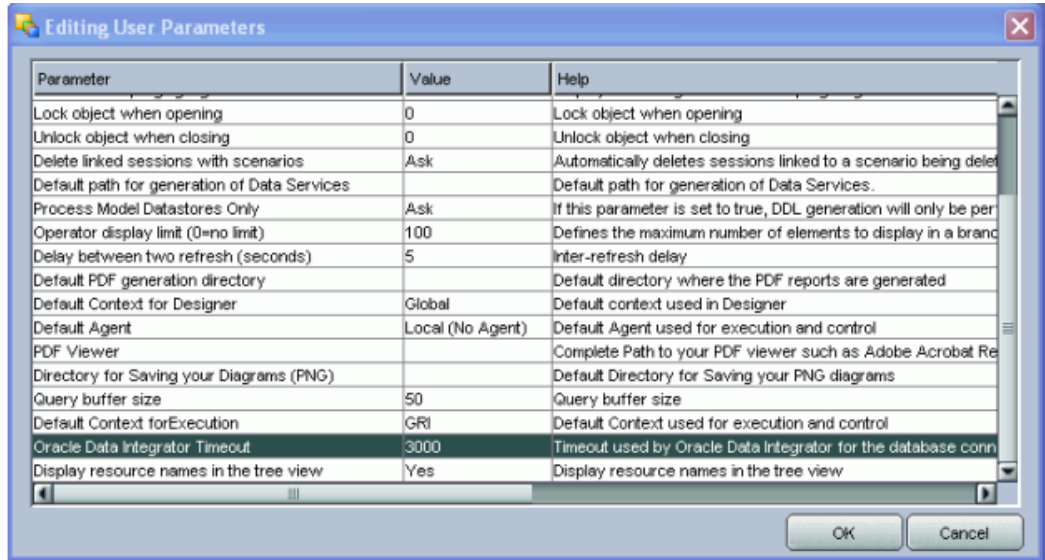 Editing User Parameters
Parameter Value Help
Lock object when opening 0 Lock object when opening
Unlock object when closing 0 Unlock object when closing
Delete linked sessions with scenarios Ask Automatically deletes sessions linked to a scenario being delet
Default path for generation of Data Services Default path for generation of Data Services.
Process Model Datastores Only Ask If this parameter is set to true, DDL generation will only be per
Operator display limit (0=no limit) 100 Defines the maximum number of elements to display in a branc
Delay between two refresh (seconds) 5 Inter-refresh delay
Default PDF generation directory Default directory where the PDF reports are generated
Default Context for Designer Global Default context used in Designer
Default Agent Local (No Agent) Default Agent used for execution and control
PDF Viewer Complete Path to your PDF viewer such as Adobe Acrobat Re
Directory for Saving your Diagrams (PNG) Default Directory for Saving your PNG diagrams
Query buffer size 50 Query buffer size
Default Context forExecution GRI Default Context used for execution and control
Oracle Data Integrator Timeout 3000 Timeout used by Oracle Data Integrator for the database conn
Display resource names in the tree view Yes Display resource names in the tree view
OK Cancel